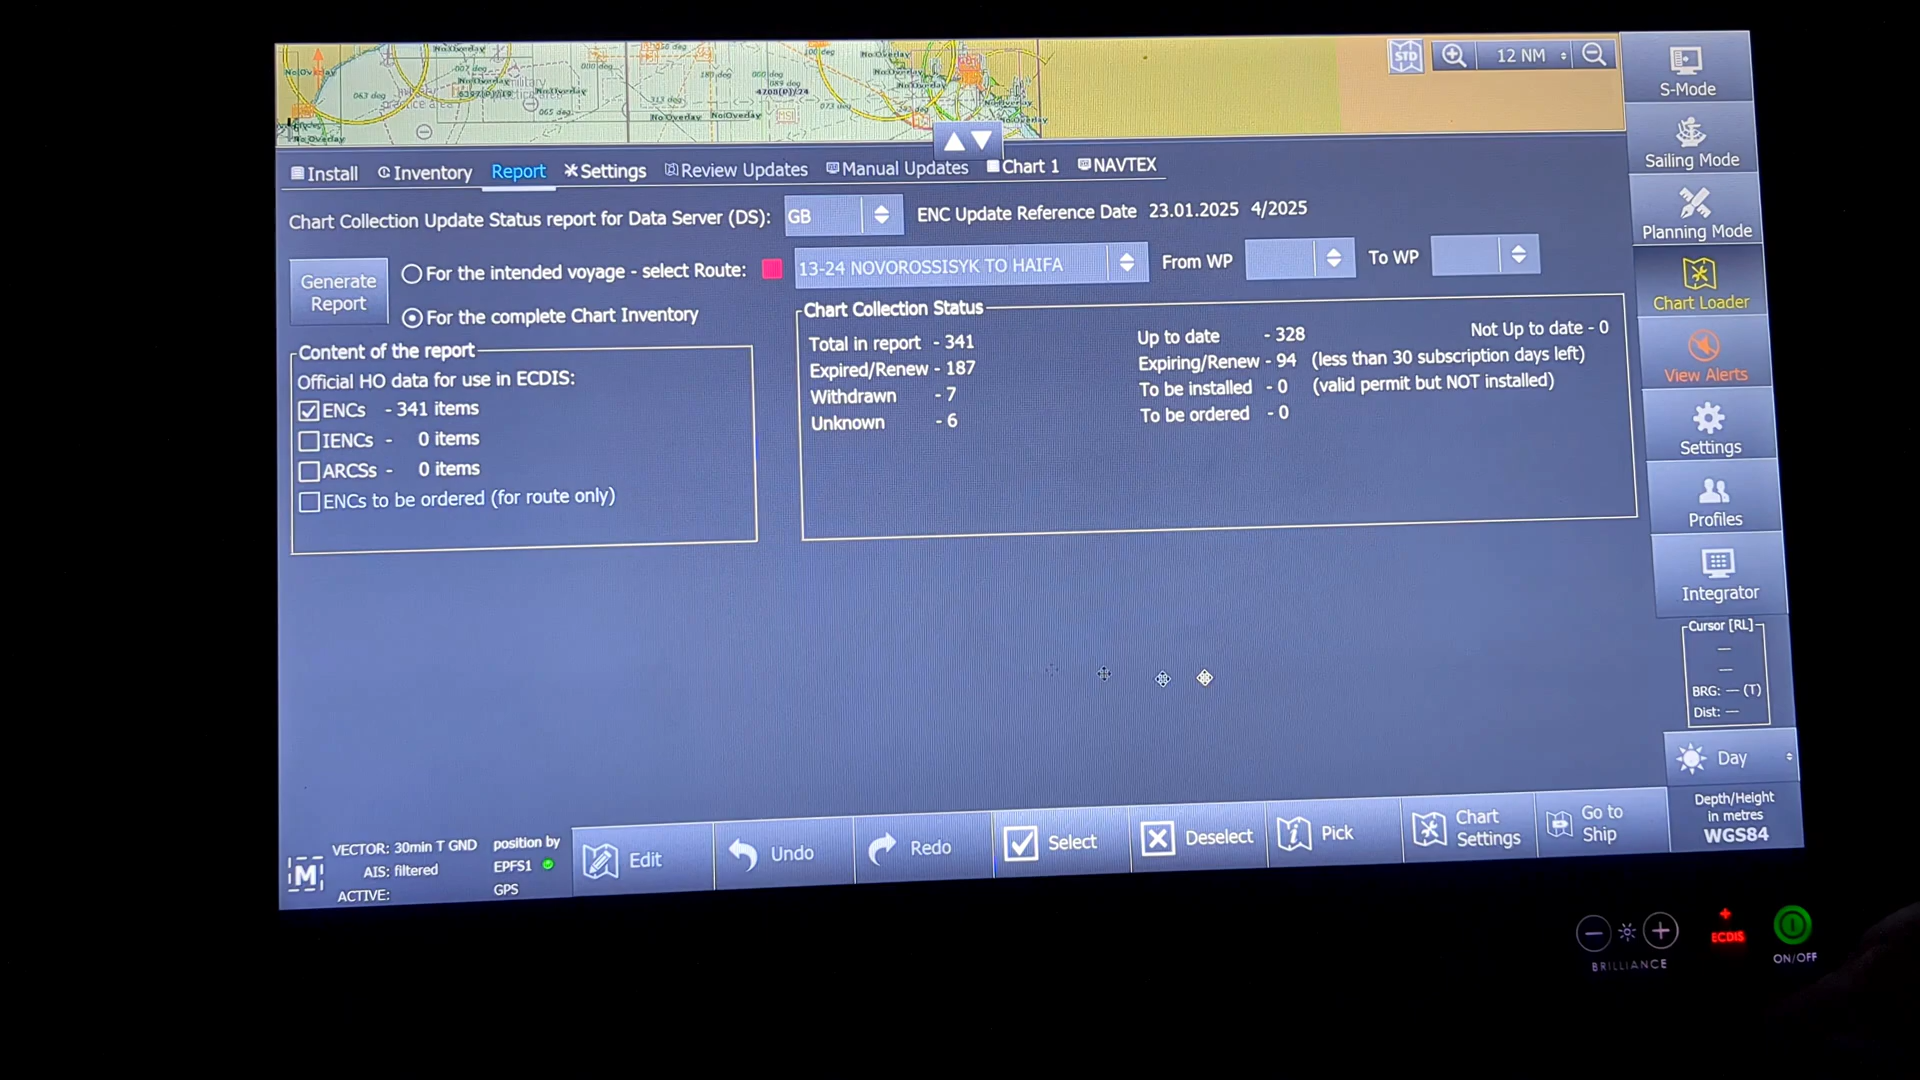 STD
12 NM
S-Mode
Install
Inventory
Report
Settings
Review Updates
Manual Updates
Chart 1
NAVTEX
Sailing Mode
Chart Collection Update Status report for Data Server (DS):
GB
ENC Update Reference Date 23.01.2025 4/2025
Planning Mode
Generate Report
For the intended voyage - select Route:
13-24 NOVOROSSISYK TO HAIFA
From WP
To WP
For the complete Chart Inventory
Chart Loader
Content of the report
Official HO data for use in ECDIS:
ENCs - 341 items
IENCs - 0 items
ARCSs - 0 items
ENCs to be ordered (for route only)
Chart Collection Status
Total in report - 341
Expired/Renew - 187
Withdrawn - 7
Unknown - 6
Up to date - 328
Expiring/Renew - 94 (less than 30 subscription days left)
To be installed - 0 (valid permit but NOT installed)
To be ordered - 0
Not Up to date - 0
View Alerts
Settings
Profiles
Integrator
Cursor [RL]
---
---
BRG: --- (T)
Dist: ---
Day
Depth/Height
in metres
WGS84
M
VECTOR: 30min T GND
AIS: filtered
ACTIVE:
position by
EPFS1
GPS
Edit
Undo
Redo
Select
Deselect
Pick
Chart Settings
Go to Ship
BRILLIANCE
ECDIS
ON/OFF